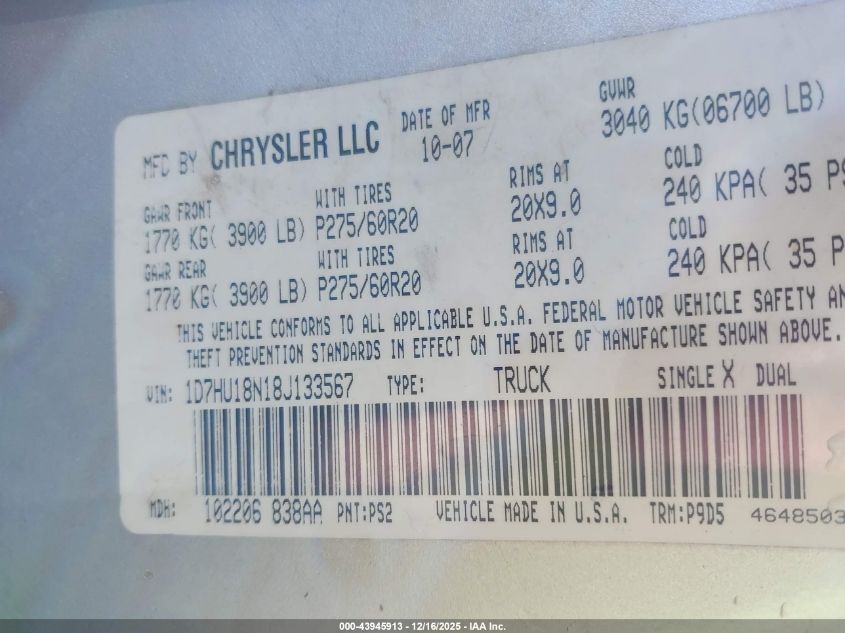 MFD BY CHRYSLER LLC DATE OF MFR 10-07 GVWR 3040 KG(06700 LB)
GAWR FRONT WITH TIRES RIMS AT COLD
1770 KG( 3900 LB) P275/60R20 20X9.0 240 KPA( 35 PS
GAWR REAR WITH TIRES RIMS AT COLD
1770 KG( 3900 LB) P275/60R20 20X9.0 240 KPA( 35 P
THIS VEHICLE CONFORMS TO ALL APPLICABLE U.S.A. FEDERAL MOTOR VEHICLE SAFETY AN
THEFT PREVENTION STANDARDS IN EFFECT ON THE DATE OF MANUFACTURE SHOWN ABOVE.
VIN: 1D7HU18N18J133567 TYPE: TRUCK SINGLE X DUAL
MDH: 102206 838AA PNT:PS2 VEHICLE MADE IN U.S.A. TRM:P9D5 4648503
000-43945913 - 12/16/2025 - IAA Inc.